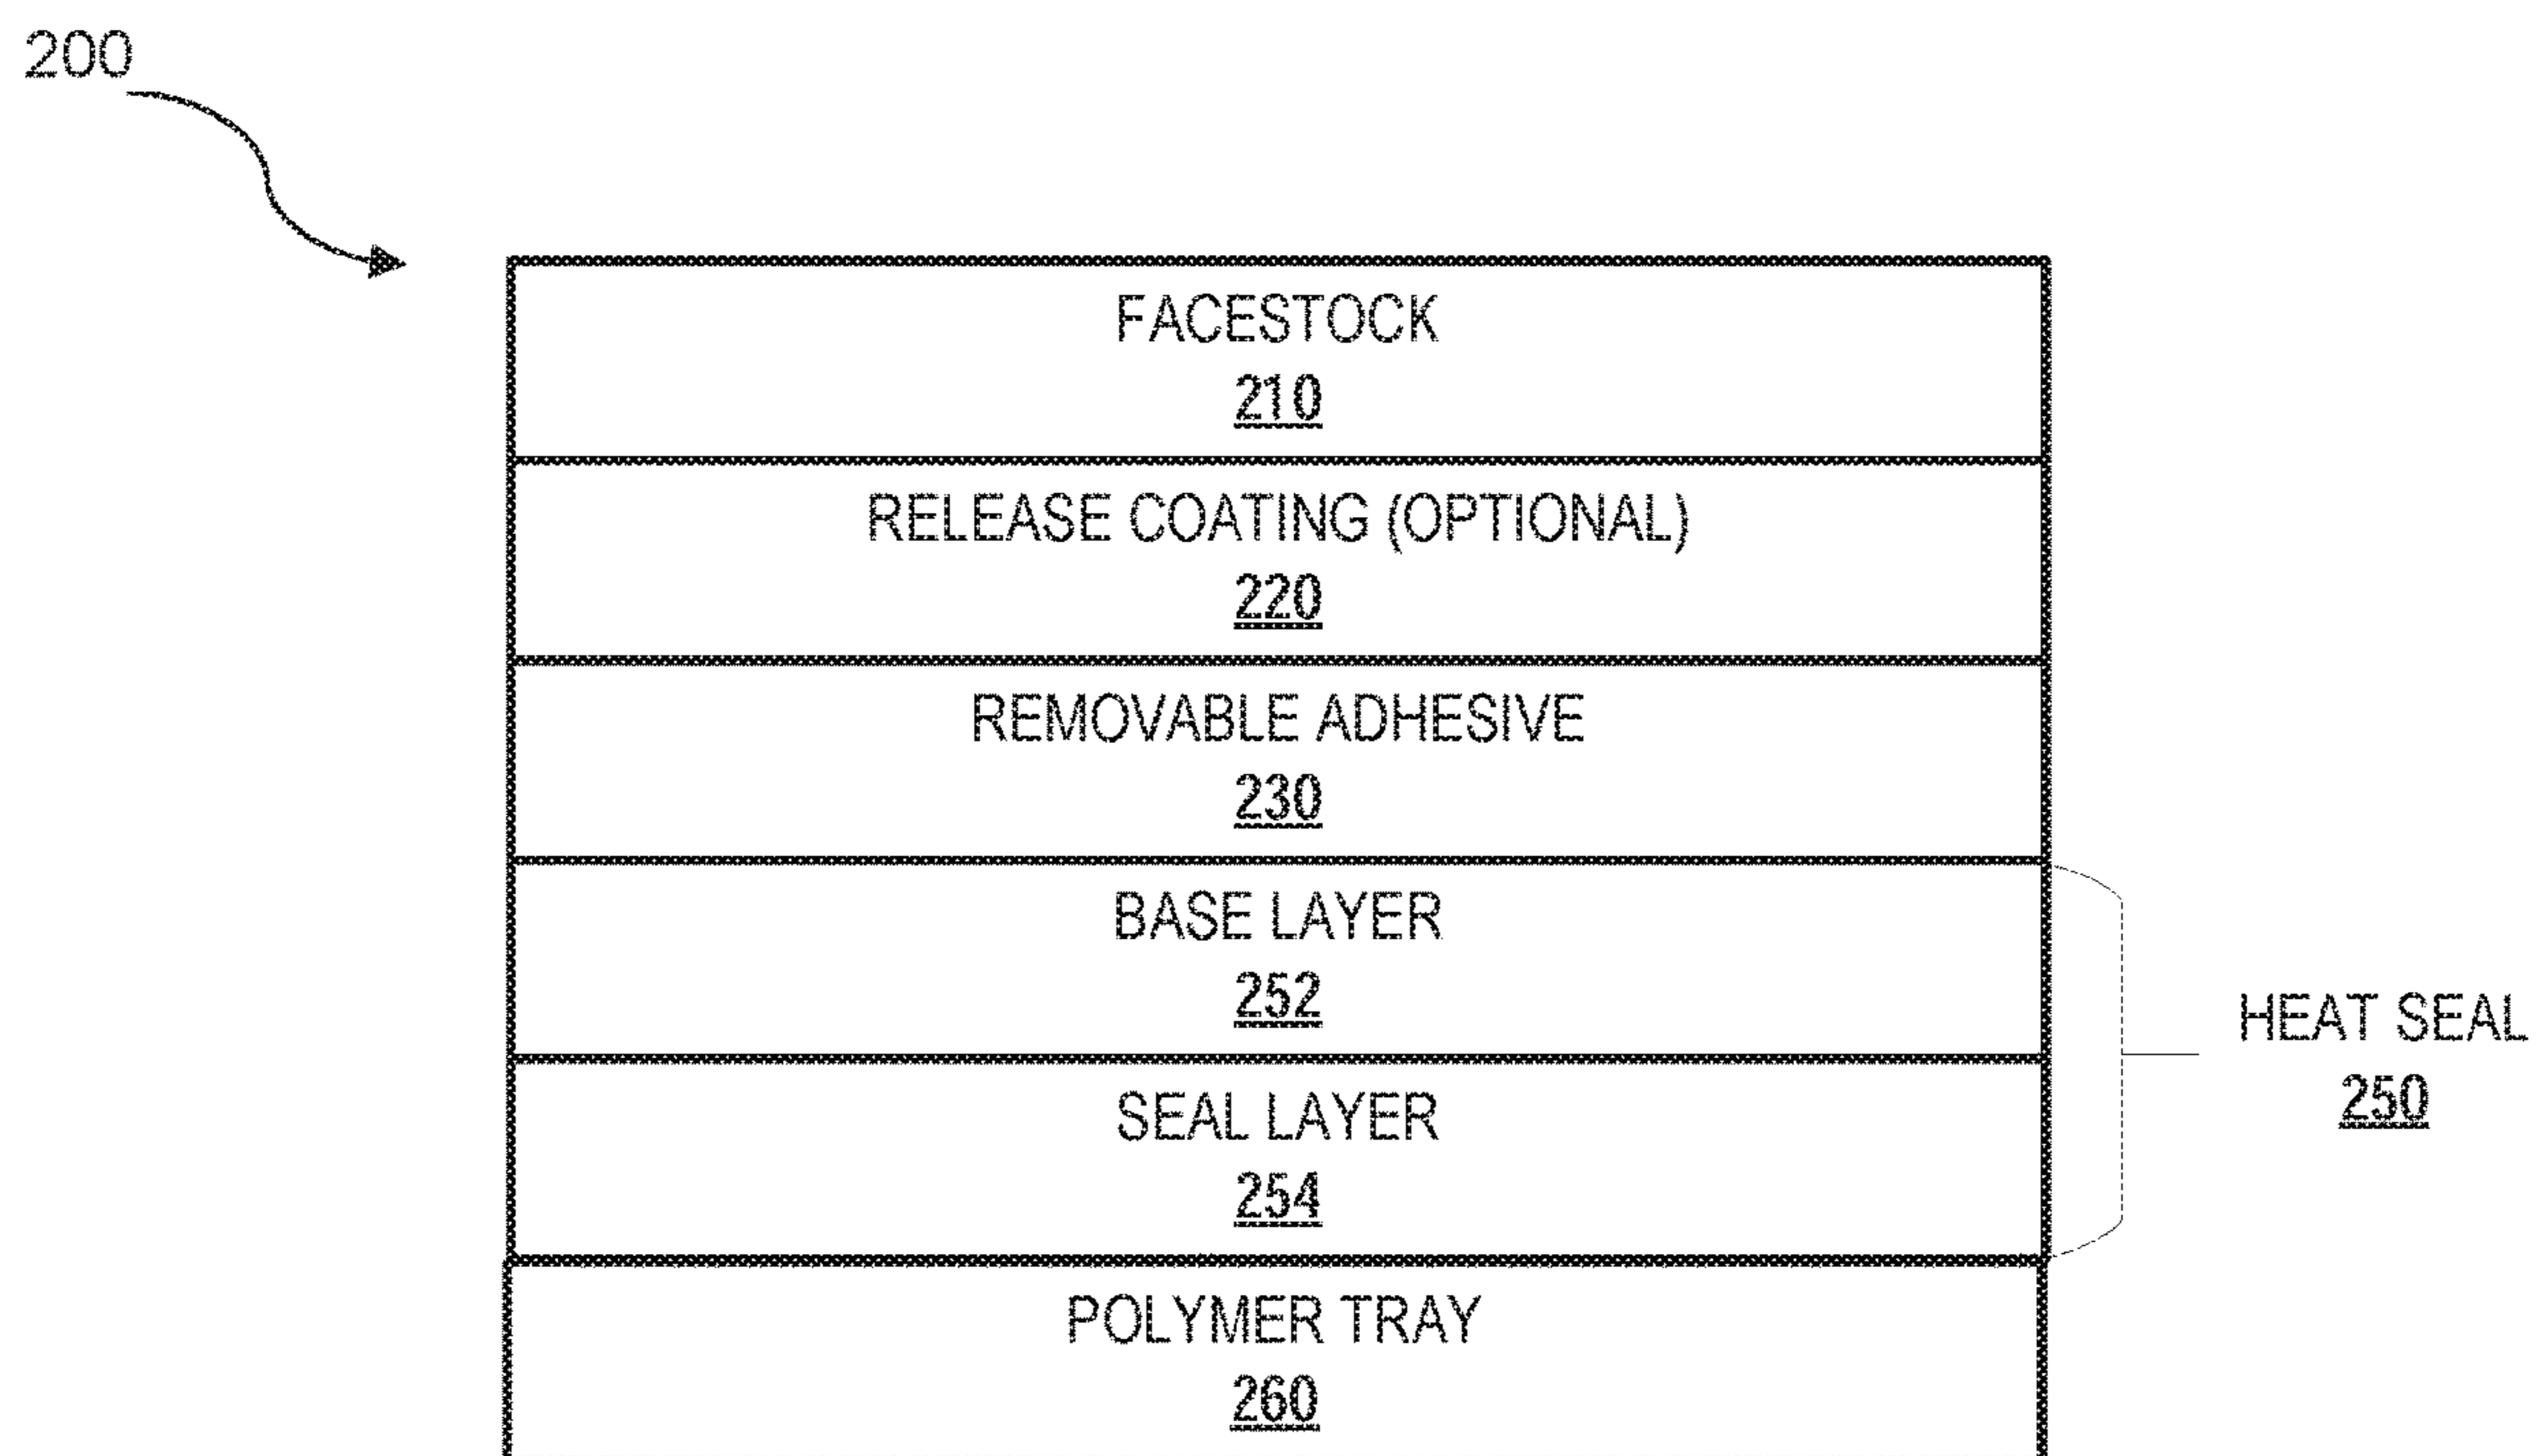 200
FACESTOCK
210
RELEASE COATING (OPTIONAL)
220
REMOVABLE ADHESIVE
230
BASE LAYER
252
HEAT SEAL
250
SEAL LAYER
254
POLYMER TRAY
260